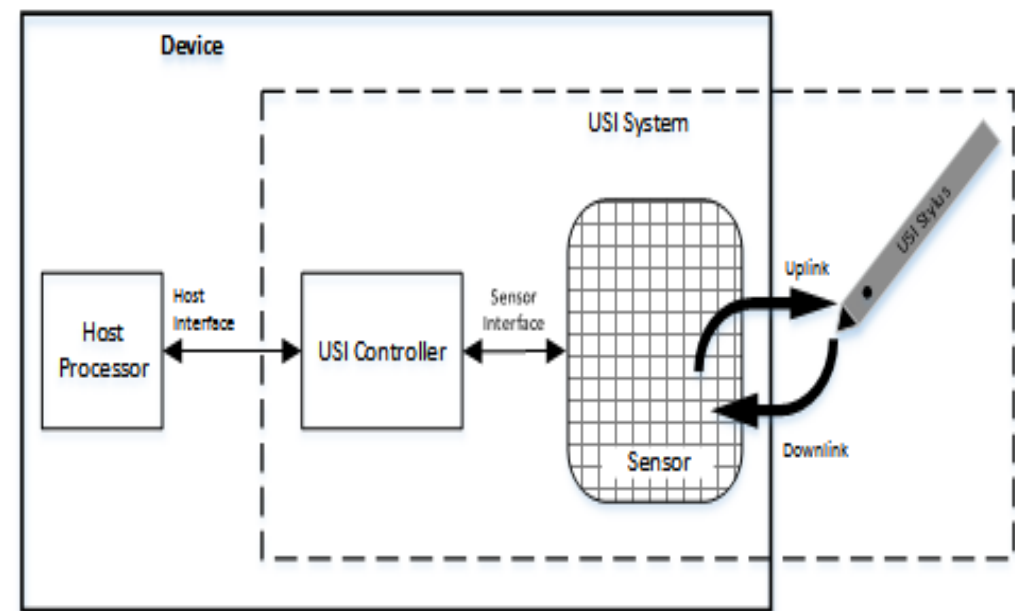 Device
USI System
USI Stylus
Uplink
Host
Interface
Sensor
Interface
Host
Processor
USI Controller
Downlink
Sensor